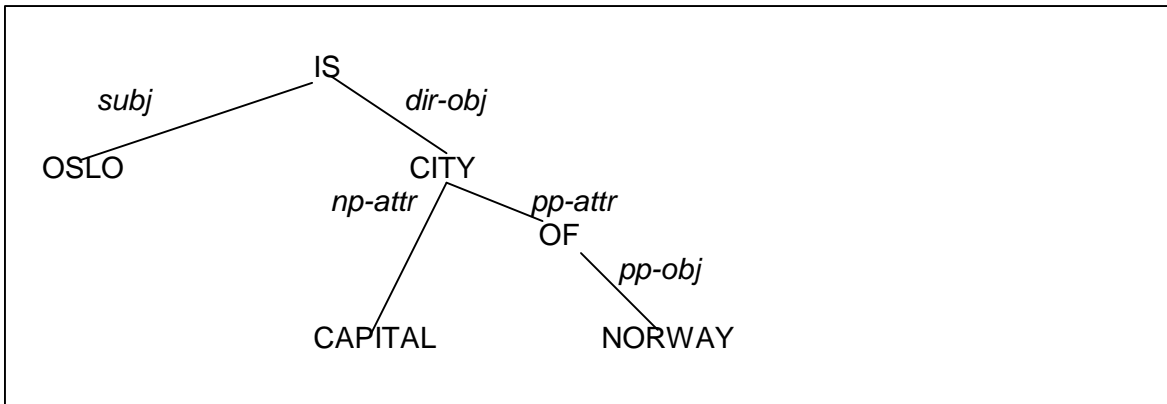 IS
subj dir-obj
OSLO CITY
np-attr pp-attr
OF
pp-obj
CAPITAL NORWAY